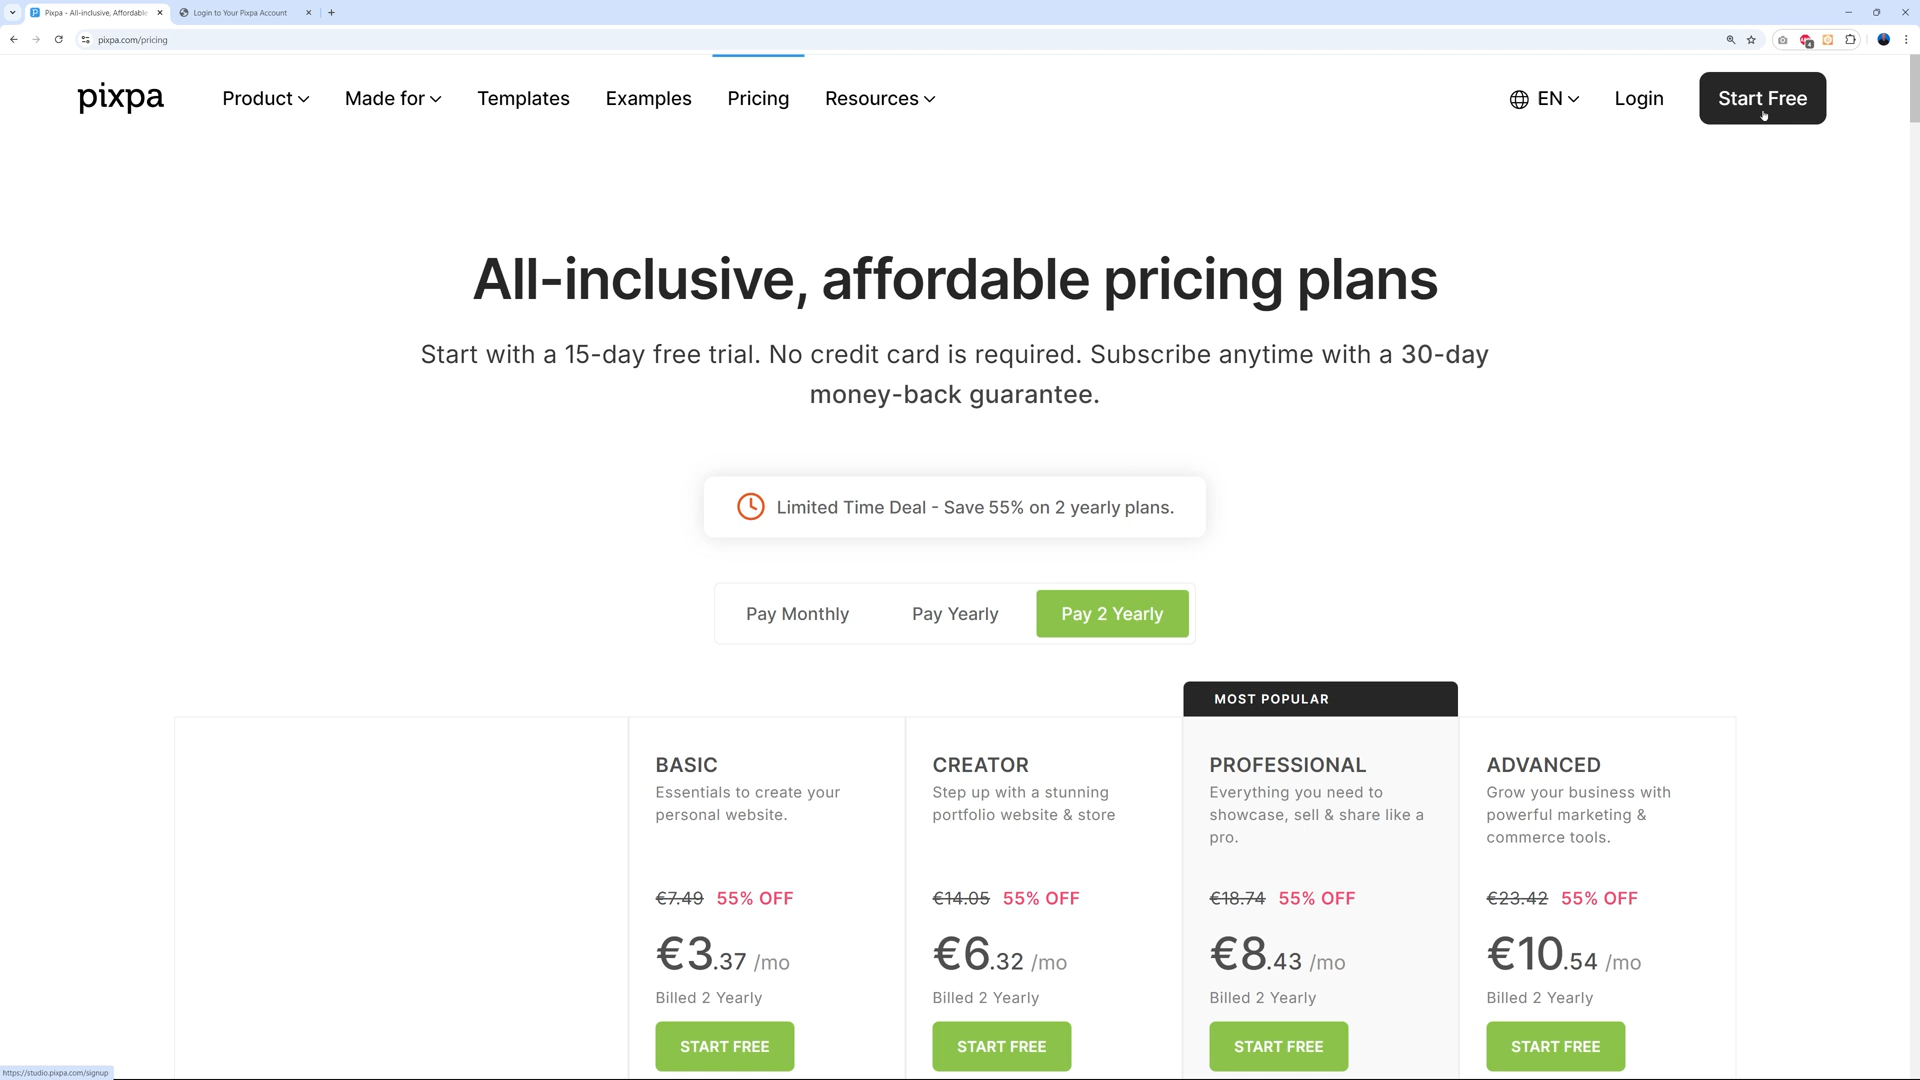 Pixpa - All-inclusive, Affordable
Login to Your Pixpa Account
pixpa.com/pricing
pixpa
Product
Made for
Templates
Examples
Pricing
Resources
EN
Login
Start Free
All-inclusive, affordable pricing plans
Start with a 15-day free trial. No credit card is required. Subscribe anytime with a 30-day
money-back guarantee.
Limited Time Deal - Save 55% on 2 yearly plans.
Pay Monthly
Pay Yearly
Pay 2 Yearly
MOST POPULAR
BASIC
Essentials to create your
personal website.
€7.49 55% OFF
€3.37 /mo
Billed 2 Yearly
START FREE
CREATOR
Step up with a stunning
portfolio website & store
€14.05 55% OFF
€6.32 /mo
Billed 2 Yearly
START FREE
PROFESSIONAL
Everything you need to
showcase, sell & share like a
pro.
€18.74 55% OFF
€8.43 /mo
Billed 2 Yearly
START FREE
ADVANCED
Grow your business with
powerful marketing &
commerce tools.
€23.42 55% OFF
€10.54 /mo
Billed 2 Yearly
START FREE
https://studio.pixpa.com/signup